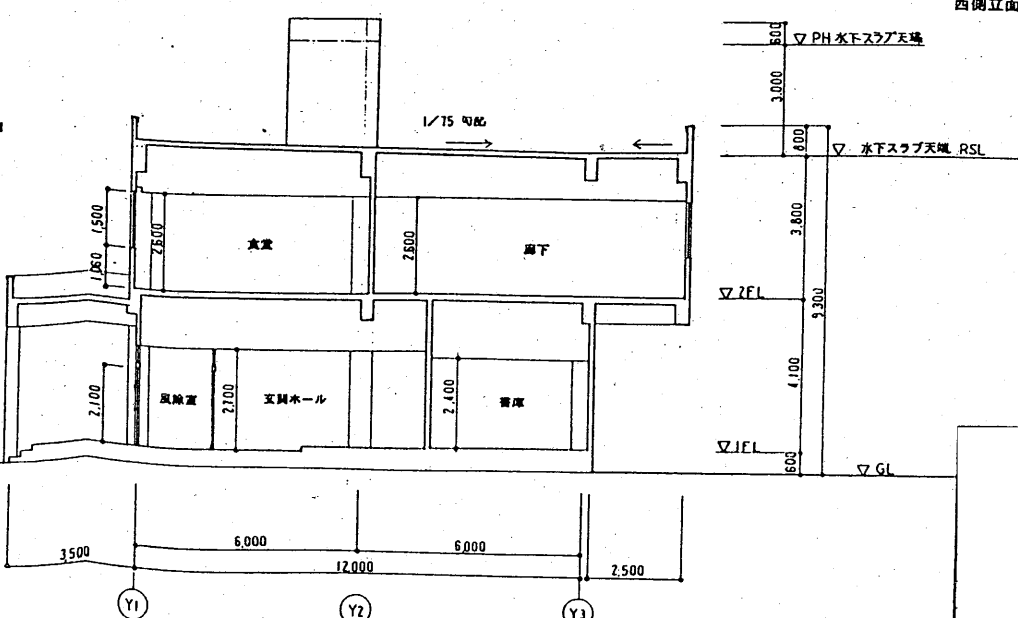 西側立面
600
▽ PH 水下スラブ天端
3,000
1/75 勾配
800
▽ 水下スラブ天端 RSL
1,500
2,600
食堂
2,600
廊下
3,800
1,060
▽ 2FL
9,300
4,100
2,100
風除室
2,700
玄関ホール
2,400
書庫
▽ 1FL
600
▽ GL
3,500
6,000
6,000
12,000
2,500
Y1
Y2
Y3